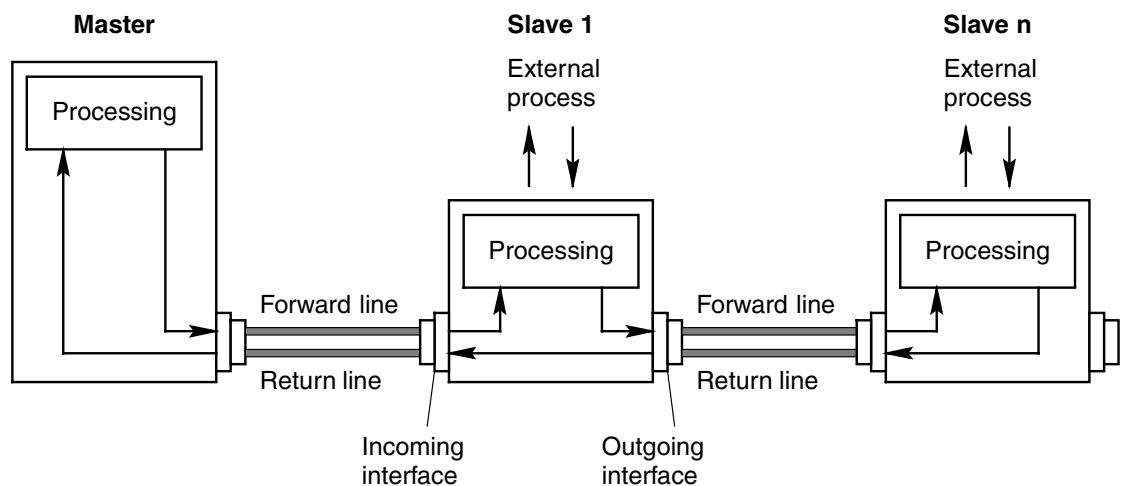 Master
Slave 1
Slave n
External
process
External
process
Processing
Processing
Processing
Forward line
Forward line
Return line
Return line
Incoming
interface
Outgoing
interface